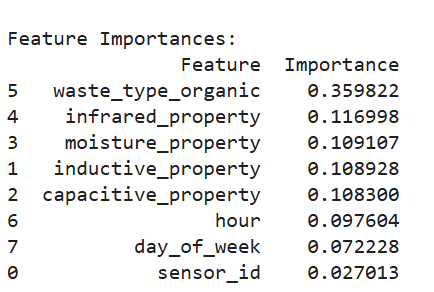 Feature Importances:
Feature Importance
5 waste_type_organic 0.359822
4 infrared_property 0.116998
3 moisture_property 0.109107
1 inductive_property 0.108928
2 capacitive_property 0.108300
6 hour 0.097604
7 day_of_week 0.072228
0 sensor_id 0.027013